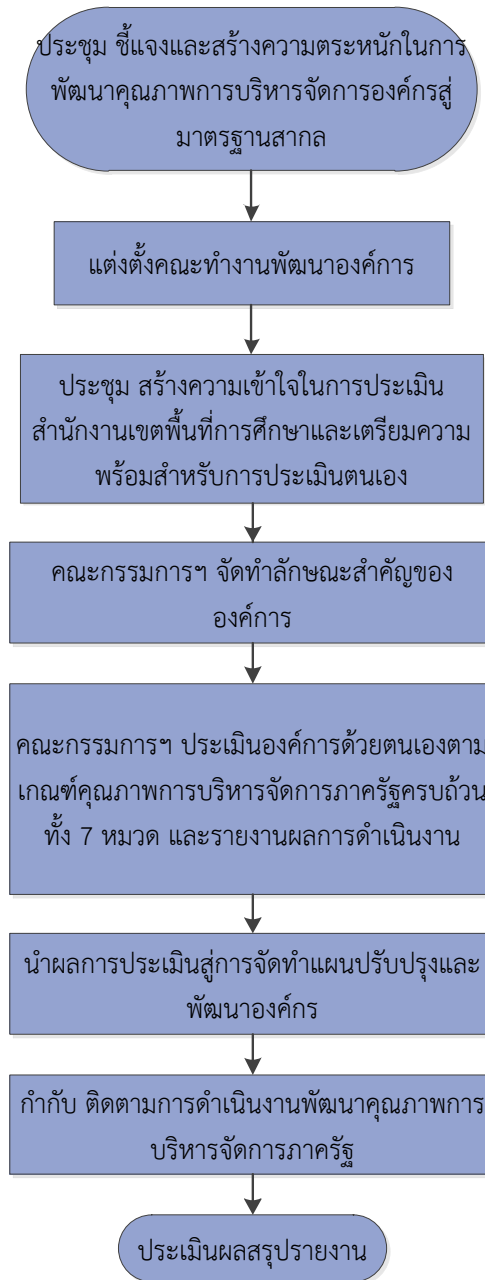 ประชุม ชี้แจงและสร้างความตระหนักในการ
พัฒนาคุณภาพการบริหารจัดการองค์กรสู่
มาตรฐานสากล
แต่งตั้งคณะทำงานพัฒนาองค์การ
ประชุม สร้างความเข้าใจในการประเมิน
สำนักงานเขตพื้นที่การศึกษาและเตรียมความ
พร้อมสำหรับการประเมินตนเอง
คณะกรรมการฯ จัดทำลักษณะสำคัญของ
องค์การ
คณะกรรมการฯ ประเมินองค์การด้วยตนเองตาม
เกณฑ์คุณภาพการบริหารจัดการภาครัฐครบถ้วน
ทั้ง 7 หมวด และรายงานผลการดำเนินงาน
นำผลการประเมินสู่การจัดทำแผนปรับปรุงและ
พัฒนาองค์กร
กำกับ ติดตามการดำเนินงานพัฒนาคุณภาพการ
บริหารจัดการภาครัฐ
ประเมินผลสรุปรายงาน